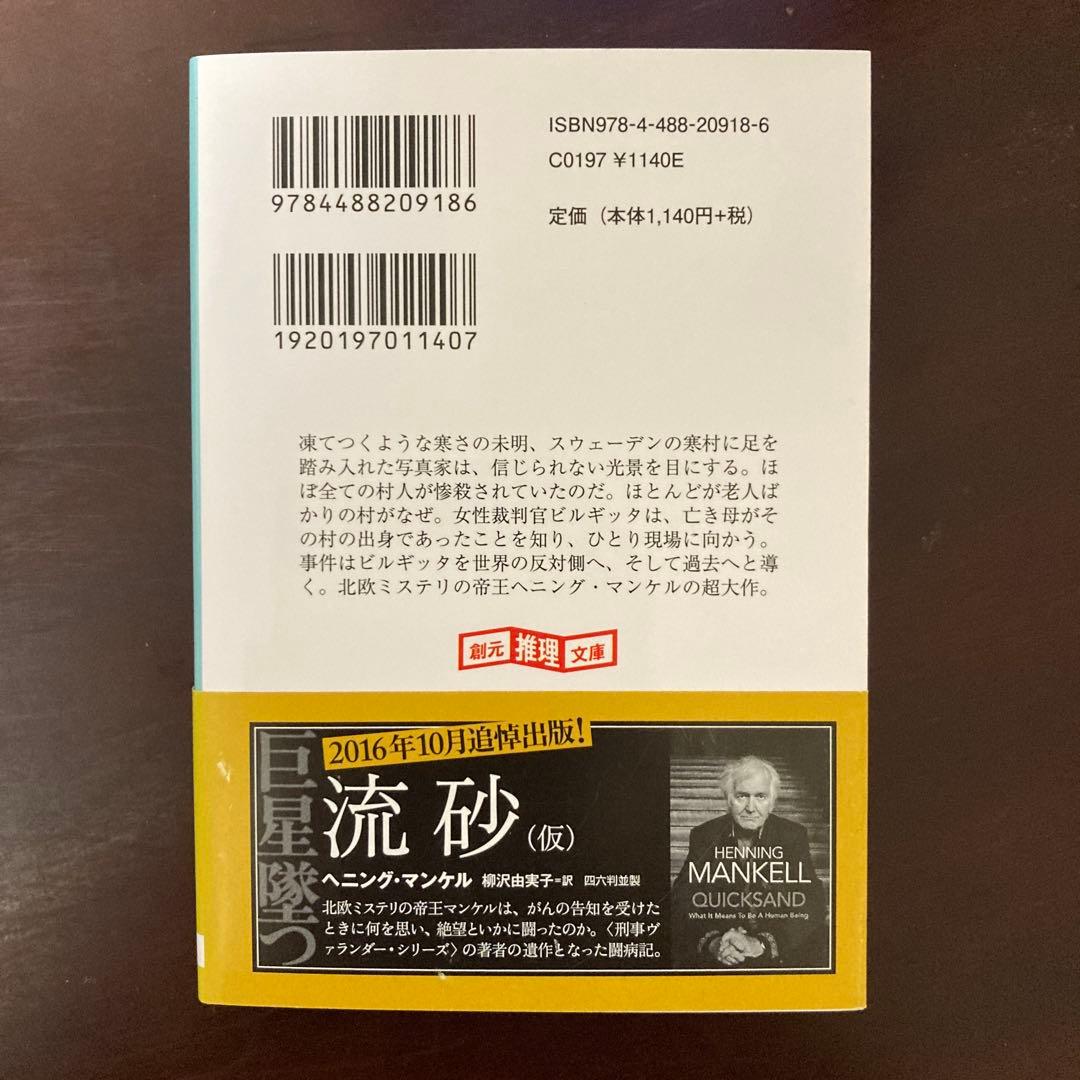 ISBN978-4-488-20918-6
C0197 ¥1140E
定価（本体1,140円+税）
9784488209186
1920197011407
凍てつくような寒さの未明、スウェーデンの寒村に足を
踏み入れた写真家は、信じられない光景を目にする。ほ
ぼ全ての村人が惨殺されていたのだ。ほとんどが老人ば
かりの村がなぜ。女性裁判官ビルギッタは、亡き母がそ
の村の出身であったことを知り、ひとり現場に向かう。
事件はビルギッタを世界の反対側へ、そして過去へと導
く。北欧ミステリの帝王ヘニング・マンケルの超大作。
創元推理文庫
巨星墜つ
2016年10月追悼出版！
流砂（仮）
ヘニング・マンケル 柳沢由実子=訳 四六判並製
北欧ミステリの帝王マンケルは、がんの告知を受けた
ときに何を思い、絶望といかに闘ったのか。〈刑事ヴ
ァランダー・シリーズ〉の著者の遺作となった闘病記。
HENNING
MANKELL
QUICKSAND
What It Means To Be A Human Being